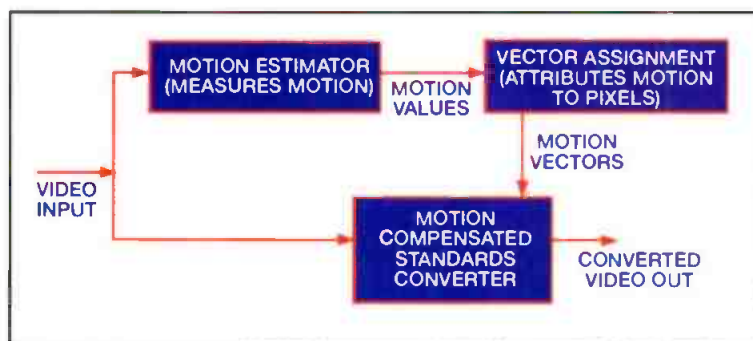 MOTION ESTIMATOR
(MEASURES MOTION)
MOTION
VALUES
VECTOR ASSIGNMENT
(ATTRIBUTES MOTION
TO PIXELS)
MOTION
VECTORS
VIDEO
INPUT
MOTION
COMPENSATED
STANDARDS
CONVERTER
CONVERTED
VIDEO OUT